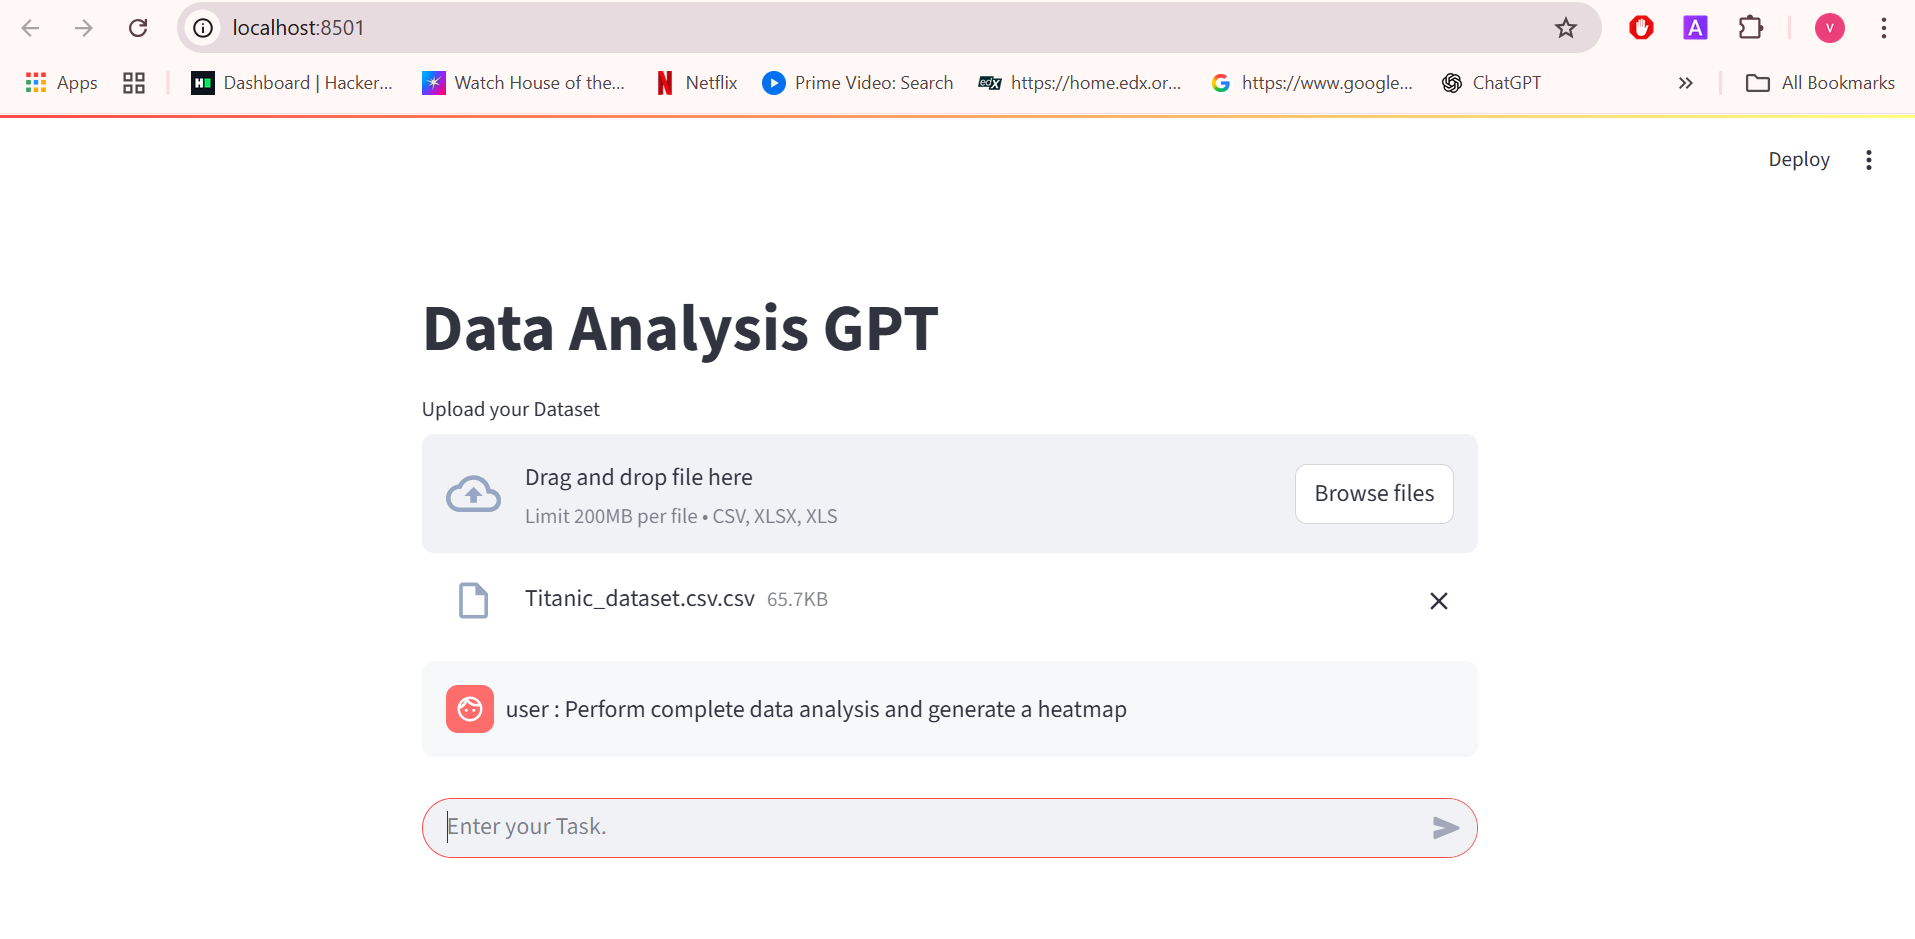 localhost:8501
A
V
Apps
Dashboard | Hacker...
Watch House of the...
Netflix
Prime Video: Search
edX
https://home.edx.or...
https://www.google...
ChatGPT
All Bookmarks
Deploy
Data Analysis GPT
Upload your Dataset
Drag and drop file here
Limit 200MB per file • CSV, XLSX, XLS
Browse files
Titanic_dataset.csv.csv 65.7KB
user : Perform complete data analysis and generate a heatmap
Enter your Task.